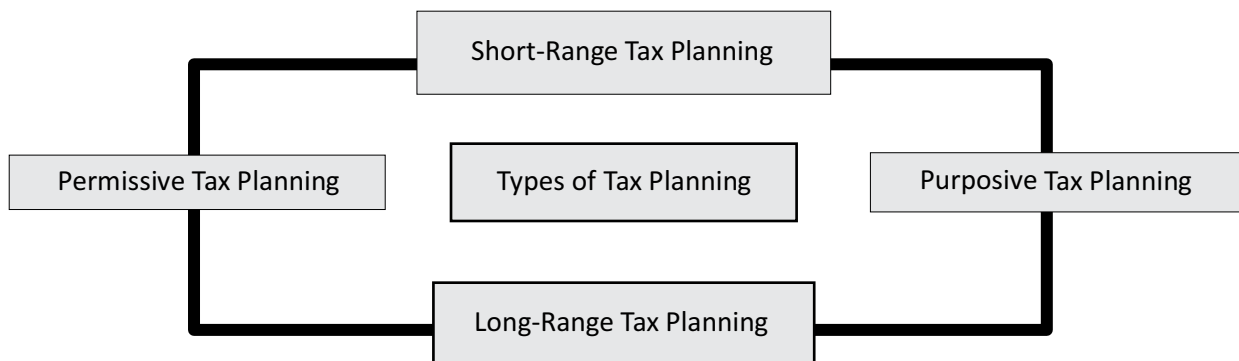 Short-Range Tax Planning
Permissive Tax Planning
Types of Tax Planning
Purposive Tax Planning
Long-Range Tax Planning